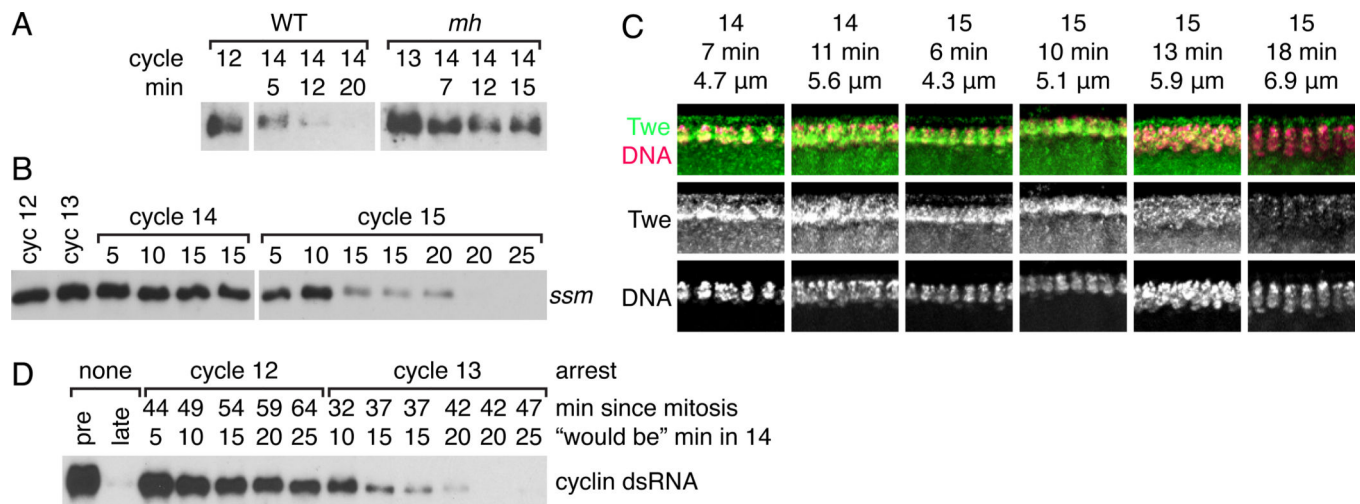 A
WT mh
cycle 12 14 14 14 13 14 14 14
min 5 12 20 7 12 15
B
cyc 12 cyc 13 cycle 14 cycle 15
5 10 15 15 5 10 15 15 20 20 25
ssm
C
14 14 15 15 15 15
7 min 11 min 6 min 10 min 13 min 18 min
4.7 µm 5.6 µm 4.3 µm 5.1 µm 5.9 µm 6.9 µm
Twe
DNA
Twe
DNA
D
none cycle 12 cycle 13 arrest
pre late 44 49 54 59 64 32 37 37 42 42 47 min since mitosis
5 10 15 20 25 10 15 15 20 20 25 “would be” min in 14
cyclin dsRNA